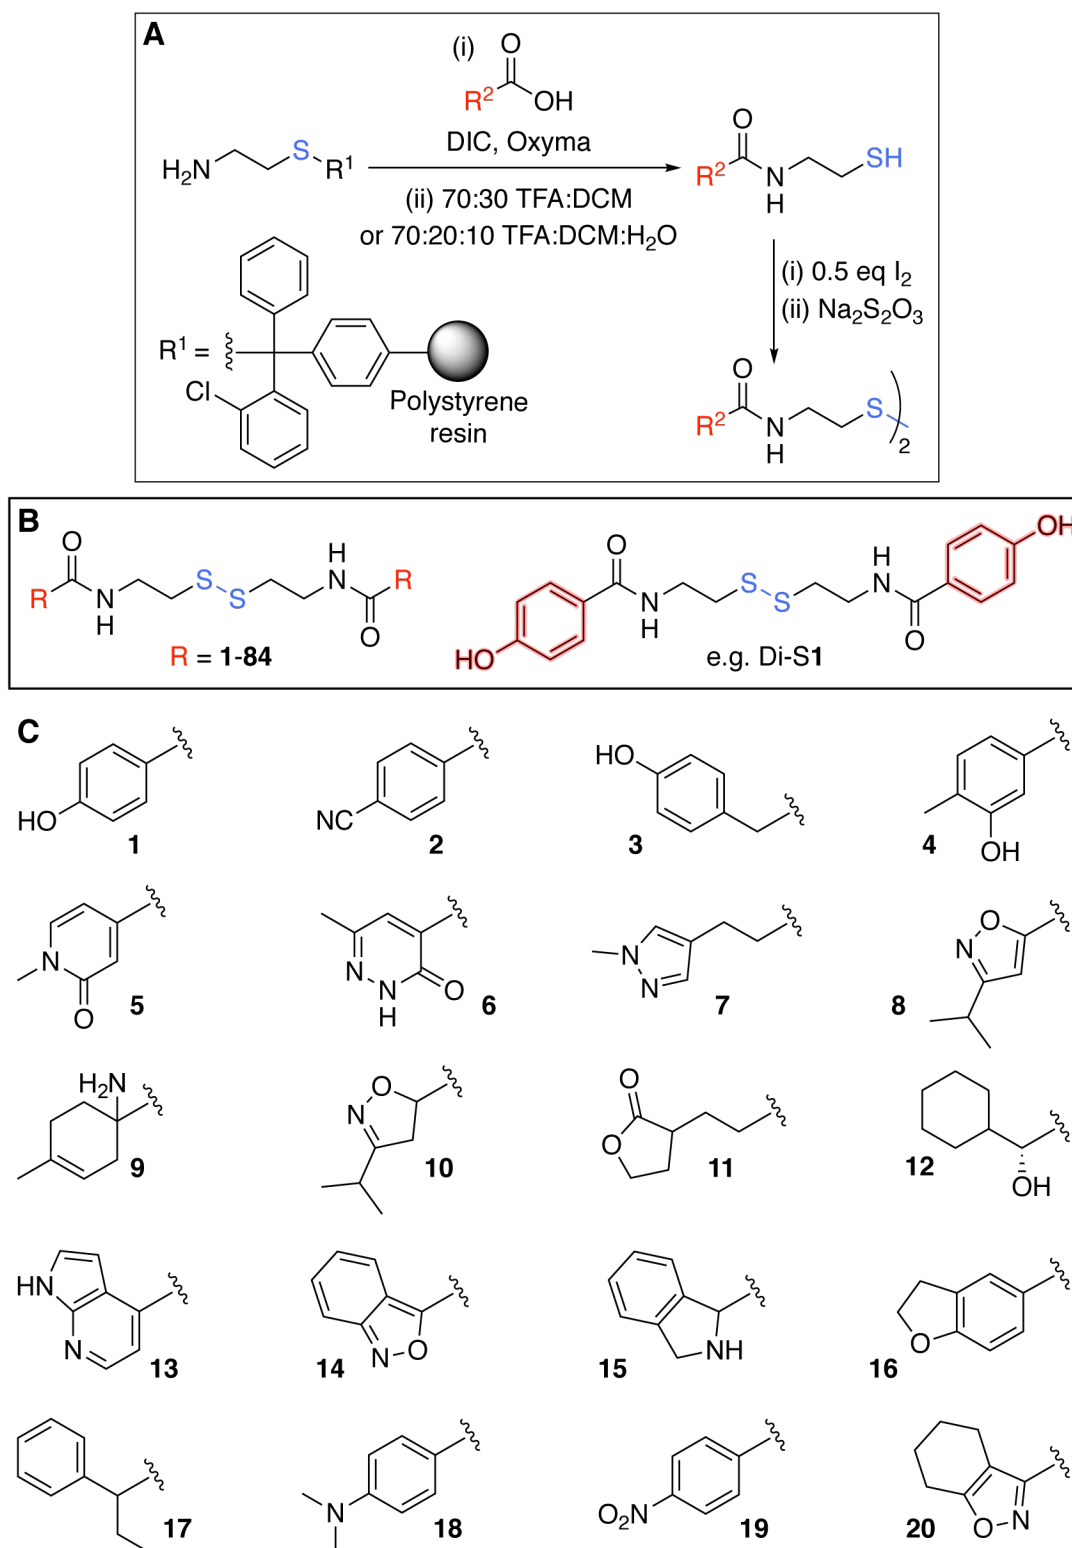 A
(i)
O
R² OH
DIC, Oxyma
H₂N S R¹
(ii) 70:30 TFA:DCM
or 70:20:10 TFA:DCM:H₂O
O
R² N H SH
(i) 0.5 eq I₂
(ii) Na₂S₂O₃
R¹ =
Cl
Polystyrene
resin
O
R² N H S 2
B
O
R N H S S H N O R
R = 1-84
HO O N H S S H N O OH
e.g. Di-S1
C
HO 1
NC 2
HO 3
OH 4
N O 5
N N H O 6
N N 7
O N 8
H₂N 9
O N 10
O O 11
OH 12
HN N 13
N O 14
NH 15
O 16
17
N 18
O₂N 19
O N 20